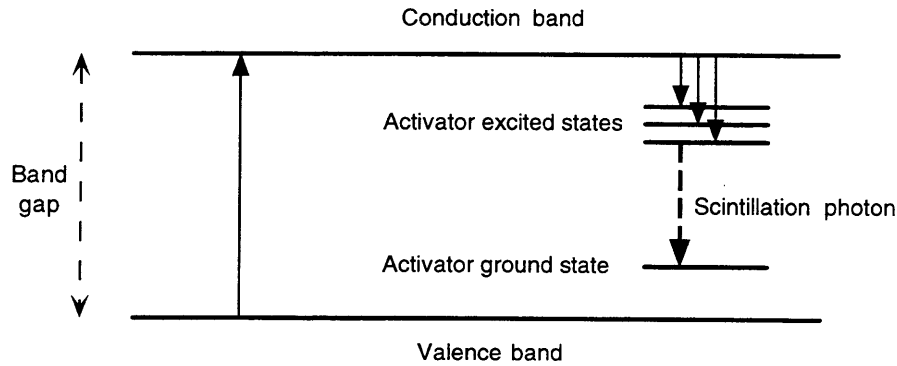 Conduction band
Activator excited states
Band
gap
Scintillation photon
Activator ground state
Valence band